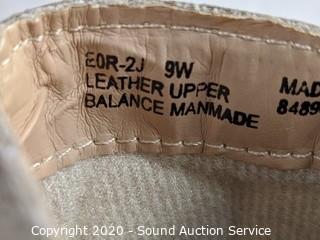 E0R-2J 9W
LEATHER UPPER MAD
BALANCE MANMADE 8489
Copyright 2020 - Sound Auction Service